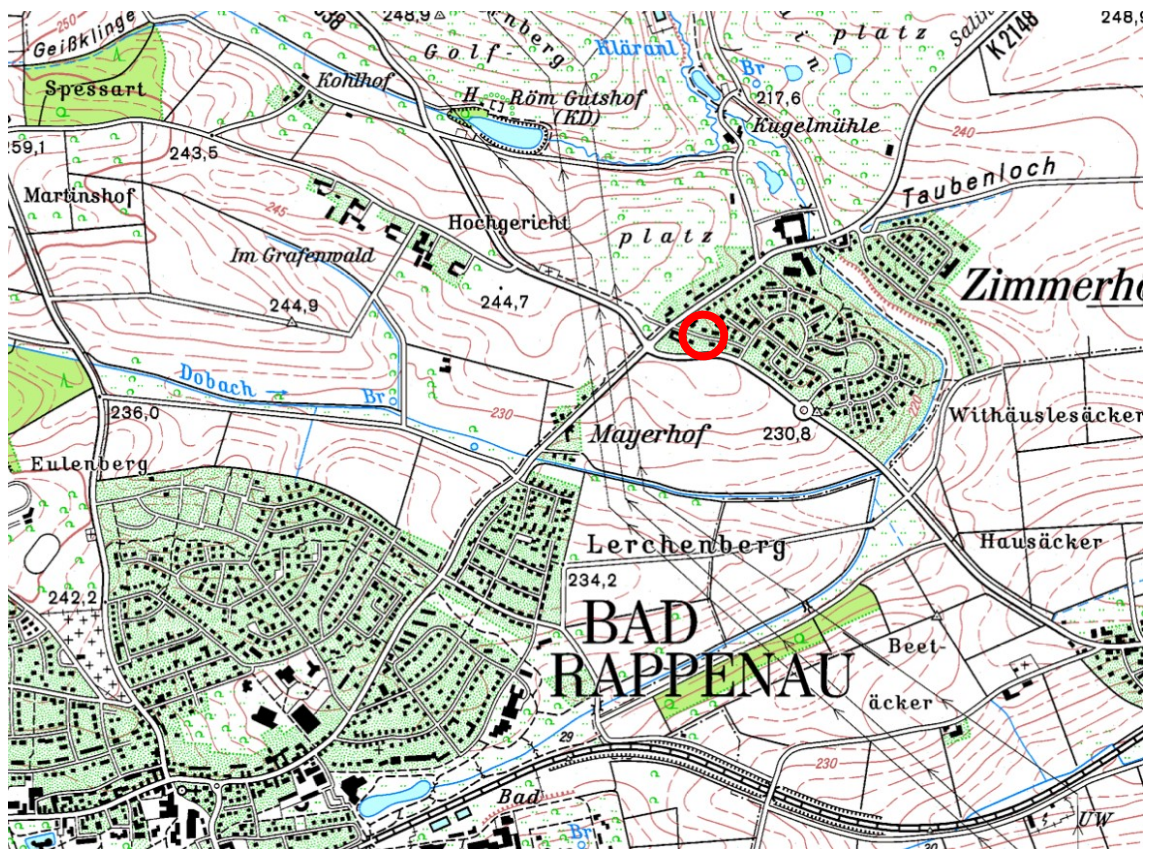 250
248,9
Geißklinge
Spessart
Kohlhof
Golf-
Kläranl.
platz
K 2148
248,9
H.
Röm Gutshof
(KD)
Br
217,6
Kugelmühle
240
259,1
243,5
Martinshof
245
Hochgericht
Taubenloch
platz
Im Grafenwald
244,9
244,7
Zimmerho
Dobach
Br
236,0
230
Mayerhof
230,8
220
Withäuslesäcker
Eulenberg
Lerchenberg
Hausäcker
234,2
242,2
BAD
RAPPENAU
Beet-
äcker
29
230
Bad
Br
UW
30